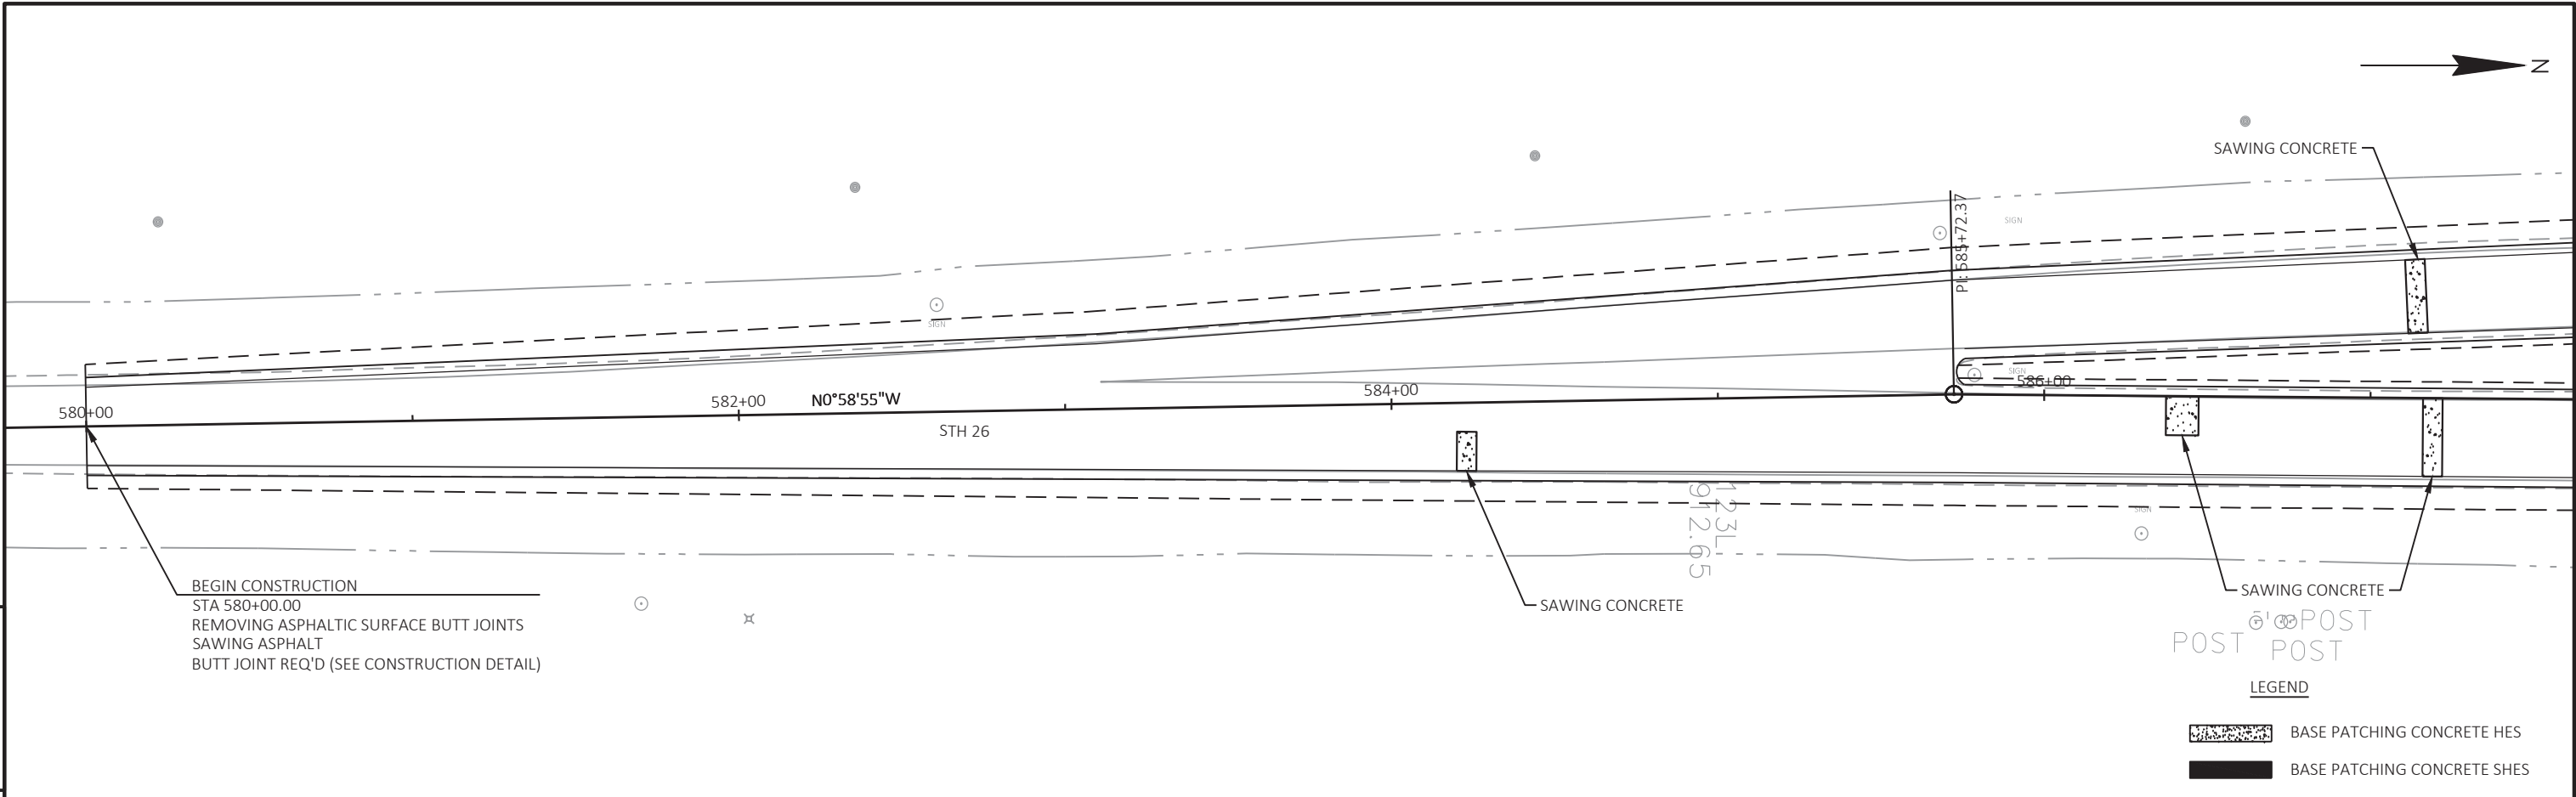 N
SAWING CONCRETE
PI: 585+72.37
SIGN
SIGN
SIGN
586+00
584+00
582+00
N0°58'55"W
580+00
STH 26
123L
912.65
SIGN
BEGIN CONSTRUCTION
STA 580+00.00
REMOVING ASPHALTIC SURFACE BUTT JOINTS
SAWING ASPHALT
BUTT JOINT REQ'D (SEE CONSTRUCTION DETAIL)
SAWING CONCRETE
SAWING CONCRETE
POST
POST
POST
LEGEND
BASE PATCHING CONCRETE HES
BASE PATCHING CONCRETE SHES